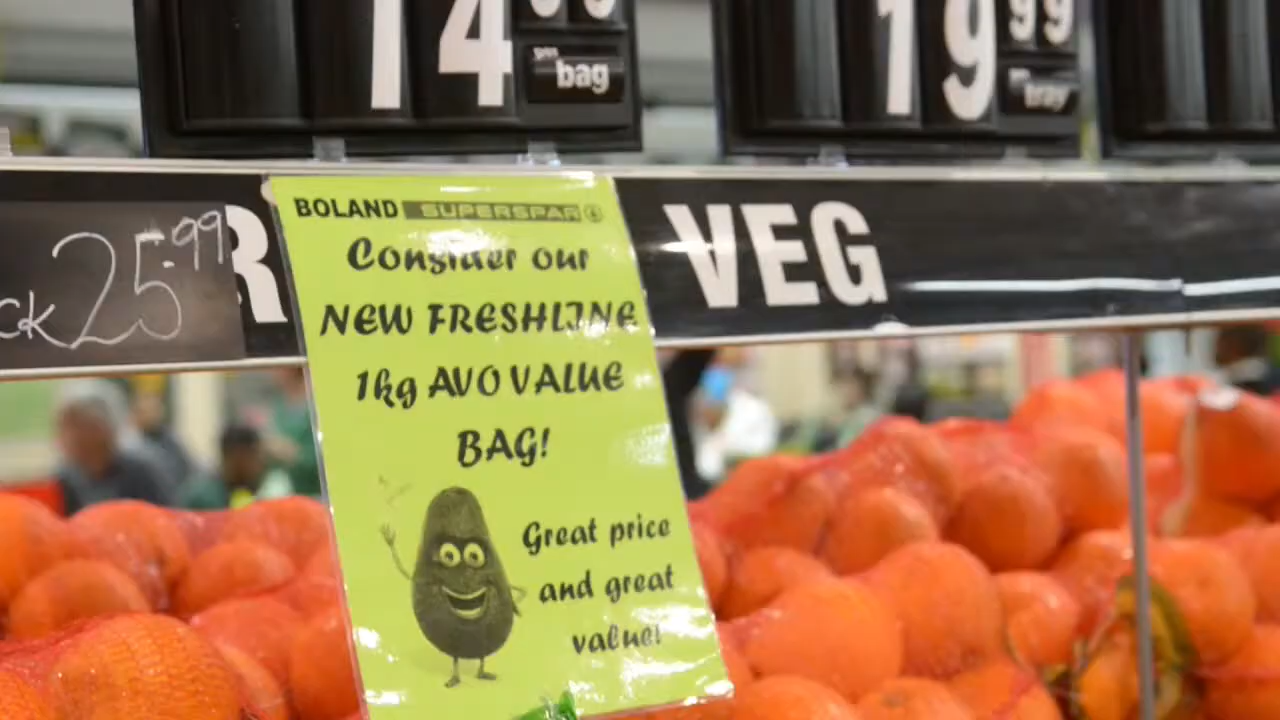 14
bag
19 99
tray
ck 25.99
R VEG
BOLAND SUPERSPAR
Consider our
NEW FRESHLINE
1kg AVO VALUE
BAG!
Great price
and great
value!